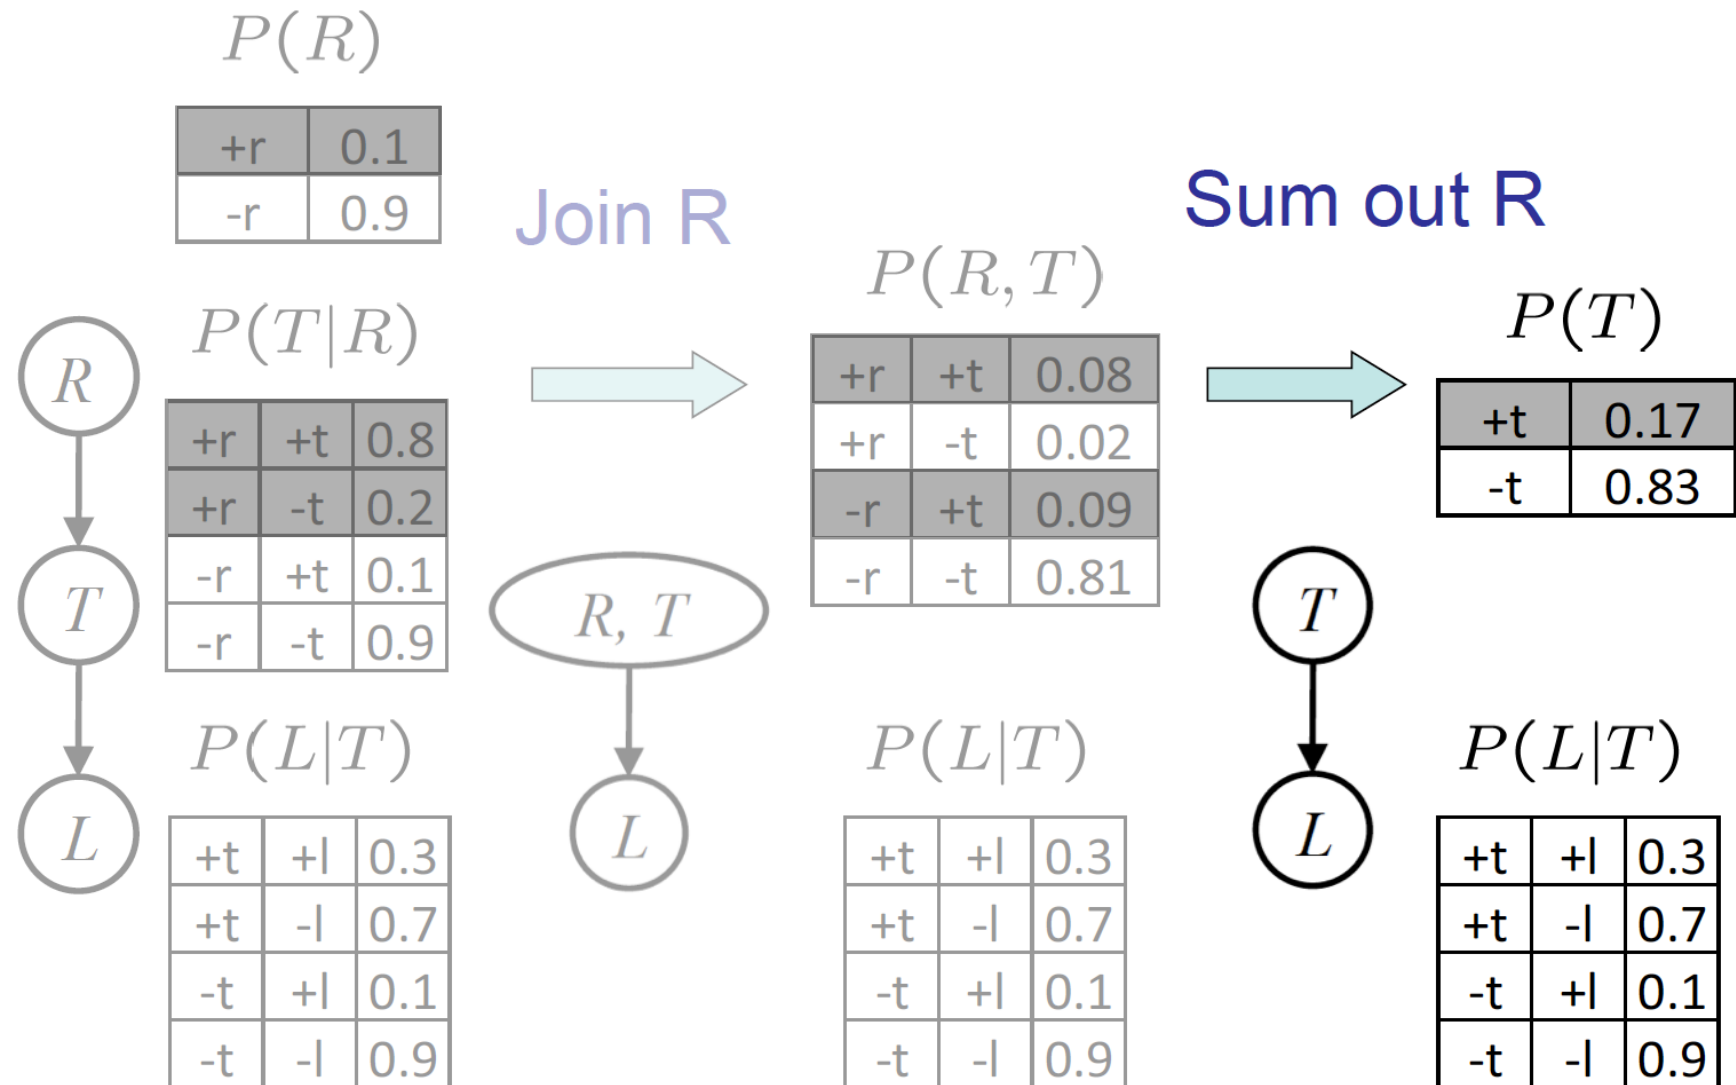 P(R)
+r 0.1
-r 0.9
Join R
Sum out R
P(T|R)
+r +t 0.8
+r -t 0.2
-r +t 0.1
-r -t 0.9
P(R, T)
+r +t 0.08
+r -t 0.02
-r +t 0.09
-r -t 0.81
P(T)
+t 0.17
-t 0.83
R
T
L
R, T
L
T
L
P(L|T)
+t +l 0.3
+t -l 0.7
-t +l 0.1
-t -l 0.9
P(L|T)
+t +l 0.3
+t -l 0.7
-t +l 0.1
-t -l 0.9
P(L|T)
+t +l 0.3
+t -l 0.7
-t +l 0.1
-t -l 0.9